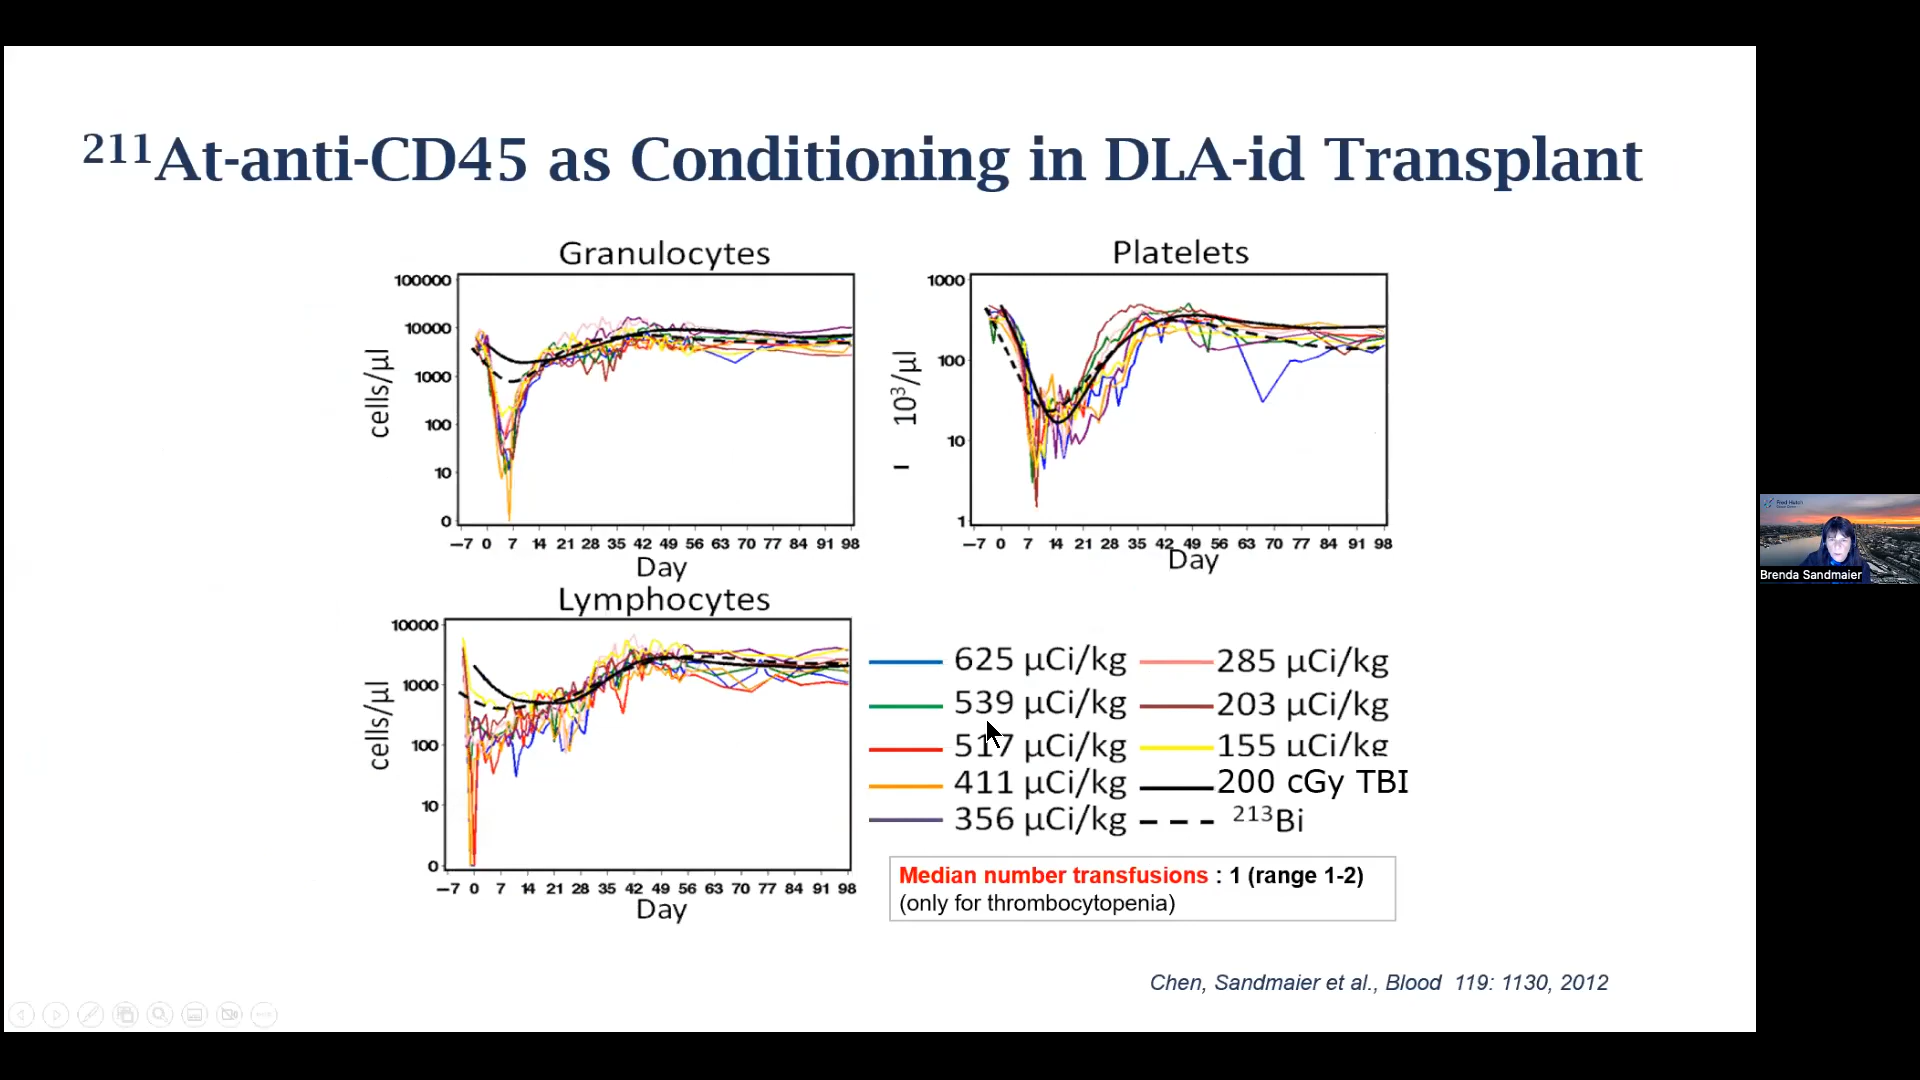 ²¹¹At-anti-CD45 as Conditioning in DLA-id Transplant
Granulocytes
cells/µl
100000
10000
1000
100
10
0
−7 0 7 14 21 28 35 42 49 56 63 70 77 84 91 98
Day
Platelets
10³/µl
1000
100
10
1
−7 0 7 14 21 28 35 42 49 56 63 70 77 84 91 98
Day
Lymphocytes
cells/µl
10000
1000
100
10
0
−7 0 7 14 21 28 35 42 49 56 63 70 77 84 91 98
Day
625 µCi/kg
539 µCi/kg
517 µCi/kg
411 µCi/kg
356 µCi/kg
285 µCi/kg
203 µCi/kg
155 µCi/kg
200 cGy TBI
²¹³Bi
Median number transfusions : 1 (range 1-2)
(only for thrombocytopenia)
Chen, Sandmaier et al., Blood 119: 1130, 2012
Fred Hutch
Brenda Sandmaier